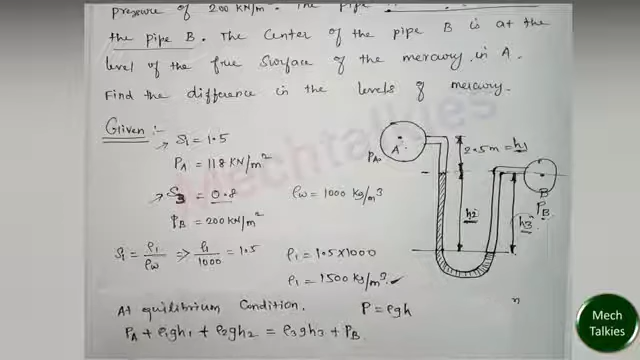 pressure of 200 KN/m². The pipe
the pipe B. The Center of the pipe B is at the
level of the free Surface of the mercury in A.
Find the difference in the levels of mercury.
Given :-
S1 = 1.5
PA = 118 KN/m²
S3 = 0.8
ρw = 1000 kg/m³
PB = 200 KN/m²
S1 = ρ1/ρw => ρ1/1000 = 1.5
ρ1 = 1.5×1000
ρ1 = 1500 kg/m³
At equilibrium Condition.
P = ρgh
PA + ρ1gh1 + ρ2gh2 = ρ3gh3 + PB.
PA.
A
2.5m = h1
h2
h3
B
PB
Mechtalkies
Mech
Talkies